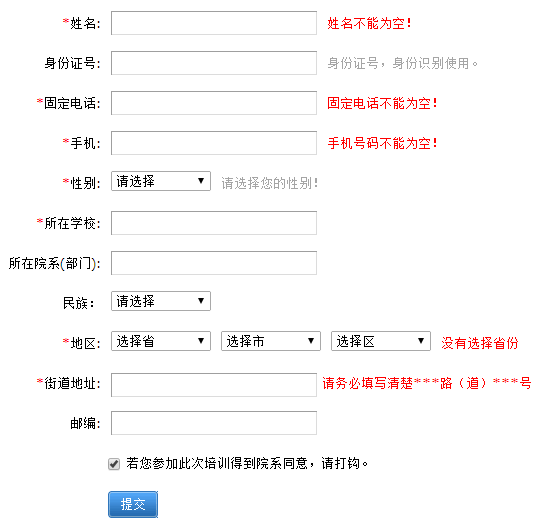 *姓名: 姓名不能为空!
身份证号: 身份证号，身份识别使用。
*固定电话: 固定电话不能为空!
*手机: 手机号码不能为空!
*性别: 请选择 请选择您的性别!
*所在学校:
所在院系(部门):
民族： 请选择
*地区: 选择省 选择市 选择区 没有选择省份
*街道地址: 请务必填写清楚***路（道）***号
邮编:
若您参加此次培训得到院系同意，请打钩。
提交